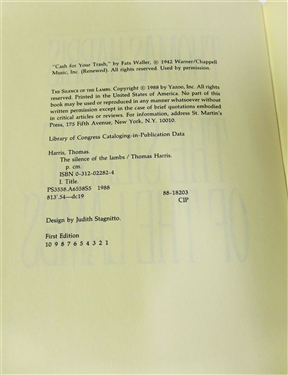 "Cash for Your Trash," by Fats Waller, © 1942 Warner/Chappell
Music, Inc. (Renewed). All rights reserved. Used by permission.
THE SILENCE OF THE LAMBS. Copyright © 1988 by Yazoo, Inc. All rights
reserved. Printed in the United States of America. No part of this
book may be used or reproduced in any manner whatsoever without
written permission except in the case of brief quotations embodied
in critical articles or reviews. For information, address St. Martin's
Press, 175 Fifth Avenue, New York, N.Y. 10010.
Library of Congress Cataloging-in-Publication Data
Harris, Thomas.
The silence of the lambs / Thomas Harris.
p. cm.
ISBN 0-312-02282-4
I. Title.
PS3558.A6558S5 1988
813'.54—dc19 88-18203
CIP
Design by Judith Stagnitto
First Edition
10 9 8 7 6 5 4 3 2 1